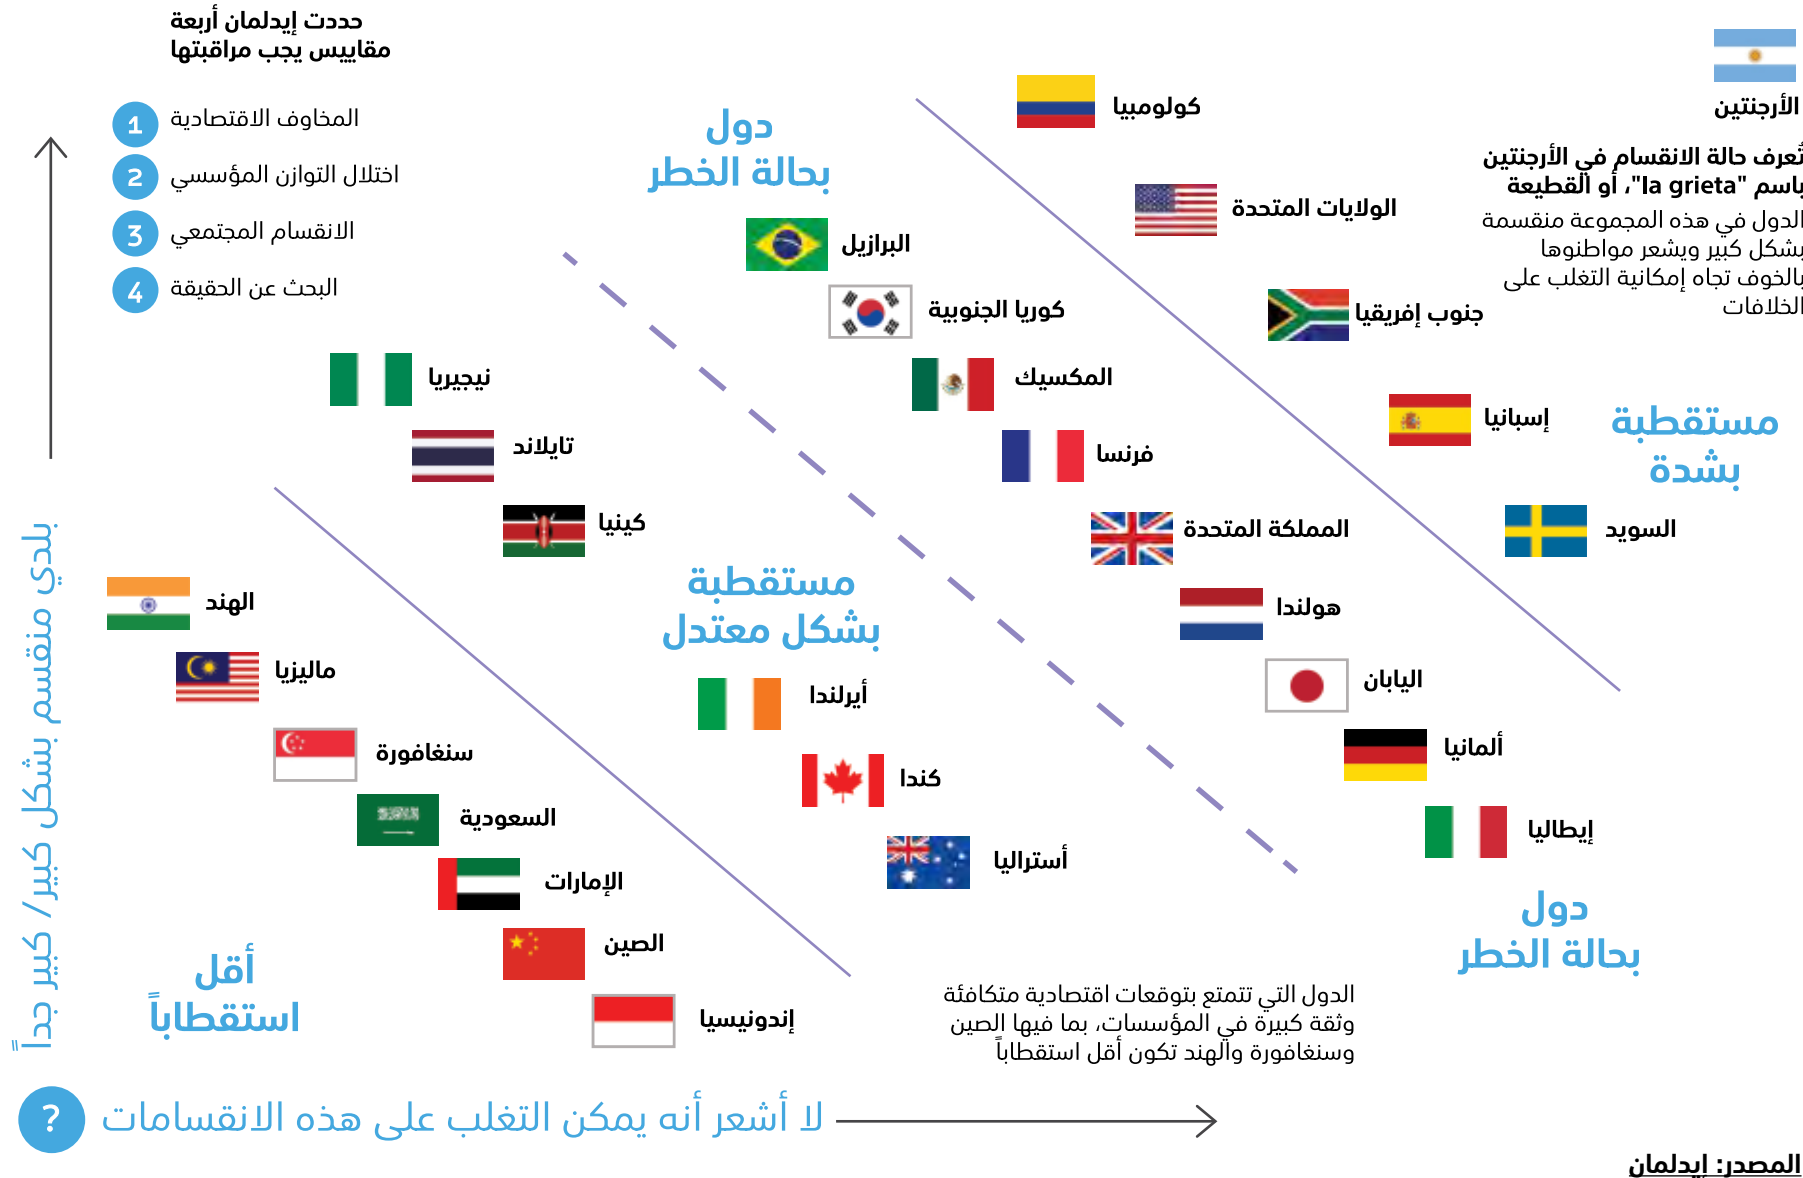 حددت إيدلمان أربعة
مقاييس يجب مراقبتها
1 المخاوف الاقتصادية
2 اختلال التوازن المؤسسي
3 الانقسام المجتمعي
4 البحث عن الحقيقة
الأرجنتين
تُعرف حالة الانقسام في الأرجنتين
باسم "la grieta"، أو القطيعة
الدول في هذه المجموعة منقسمة
بشكل كبير ويشعر مواطنوها
بالخوف تجاه إمكانية التغلب على
الخلافات
مستقطبة
بشدة
كولومبيا
الولايات المتحدة
جنوب إفريقيا
إسبانيا
السويد
دول
بحالة الخطر
البرازيل
كوريا الجنوبية
المكسيك
فرنسا
المملكة المتحدة
هولندا
اليابان
ألمانيا
إيطاليا
دول
بحالة الخطر
نيجيريا
تايلاند
كينيا
مستقطبة
بشكل معتدل
أيرلندا
كندا
أستراليا
الهند
ماليزيا
سنغافورة
السعودية
الإمارات
الصين
إندونيسيا
أقل
استقطاباً
الدول التي تتمتع بتوقعات اقتصادية متكافئة
وثقة كبيرة في المؤسسات، بما فيها الصين
وسنغافورة والهند تكون أقل استقطاباً
بلدي منقسم بشكل كبير/ كبير جداً
? لا أشعر أنه يمكن التغلب على هذه الانقسامات
المصدر: إيدلمان